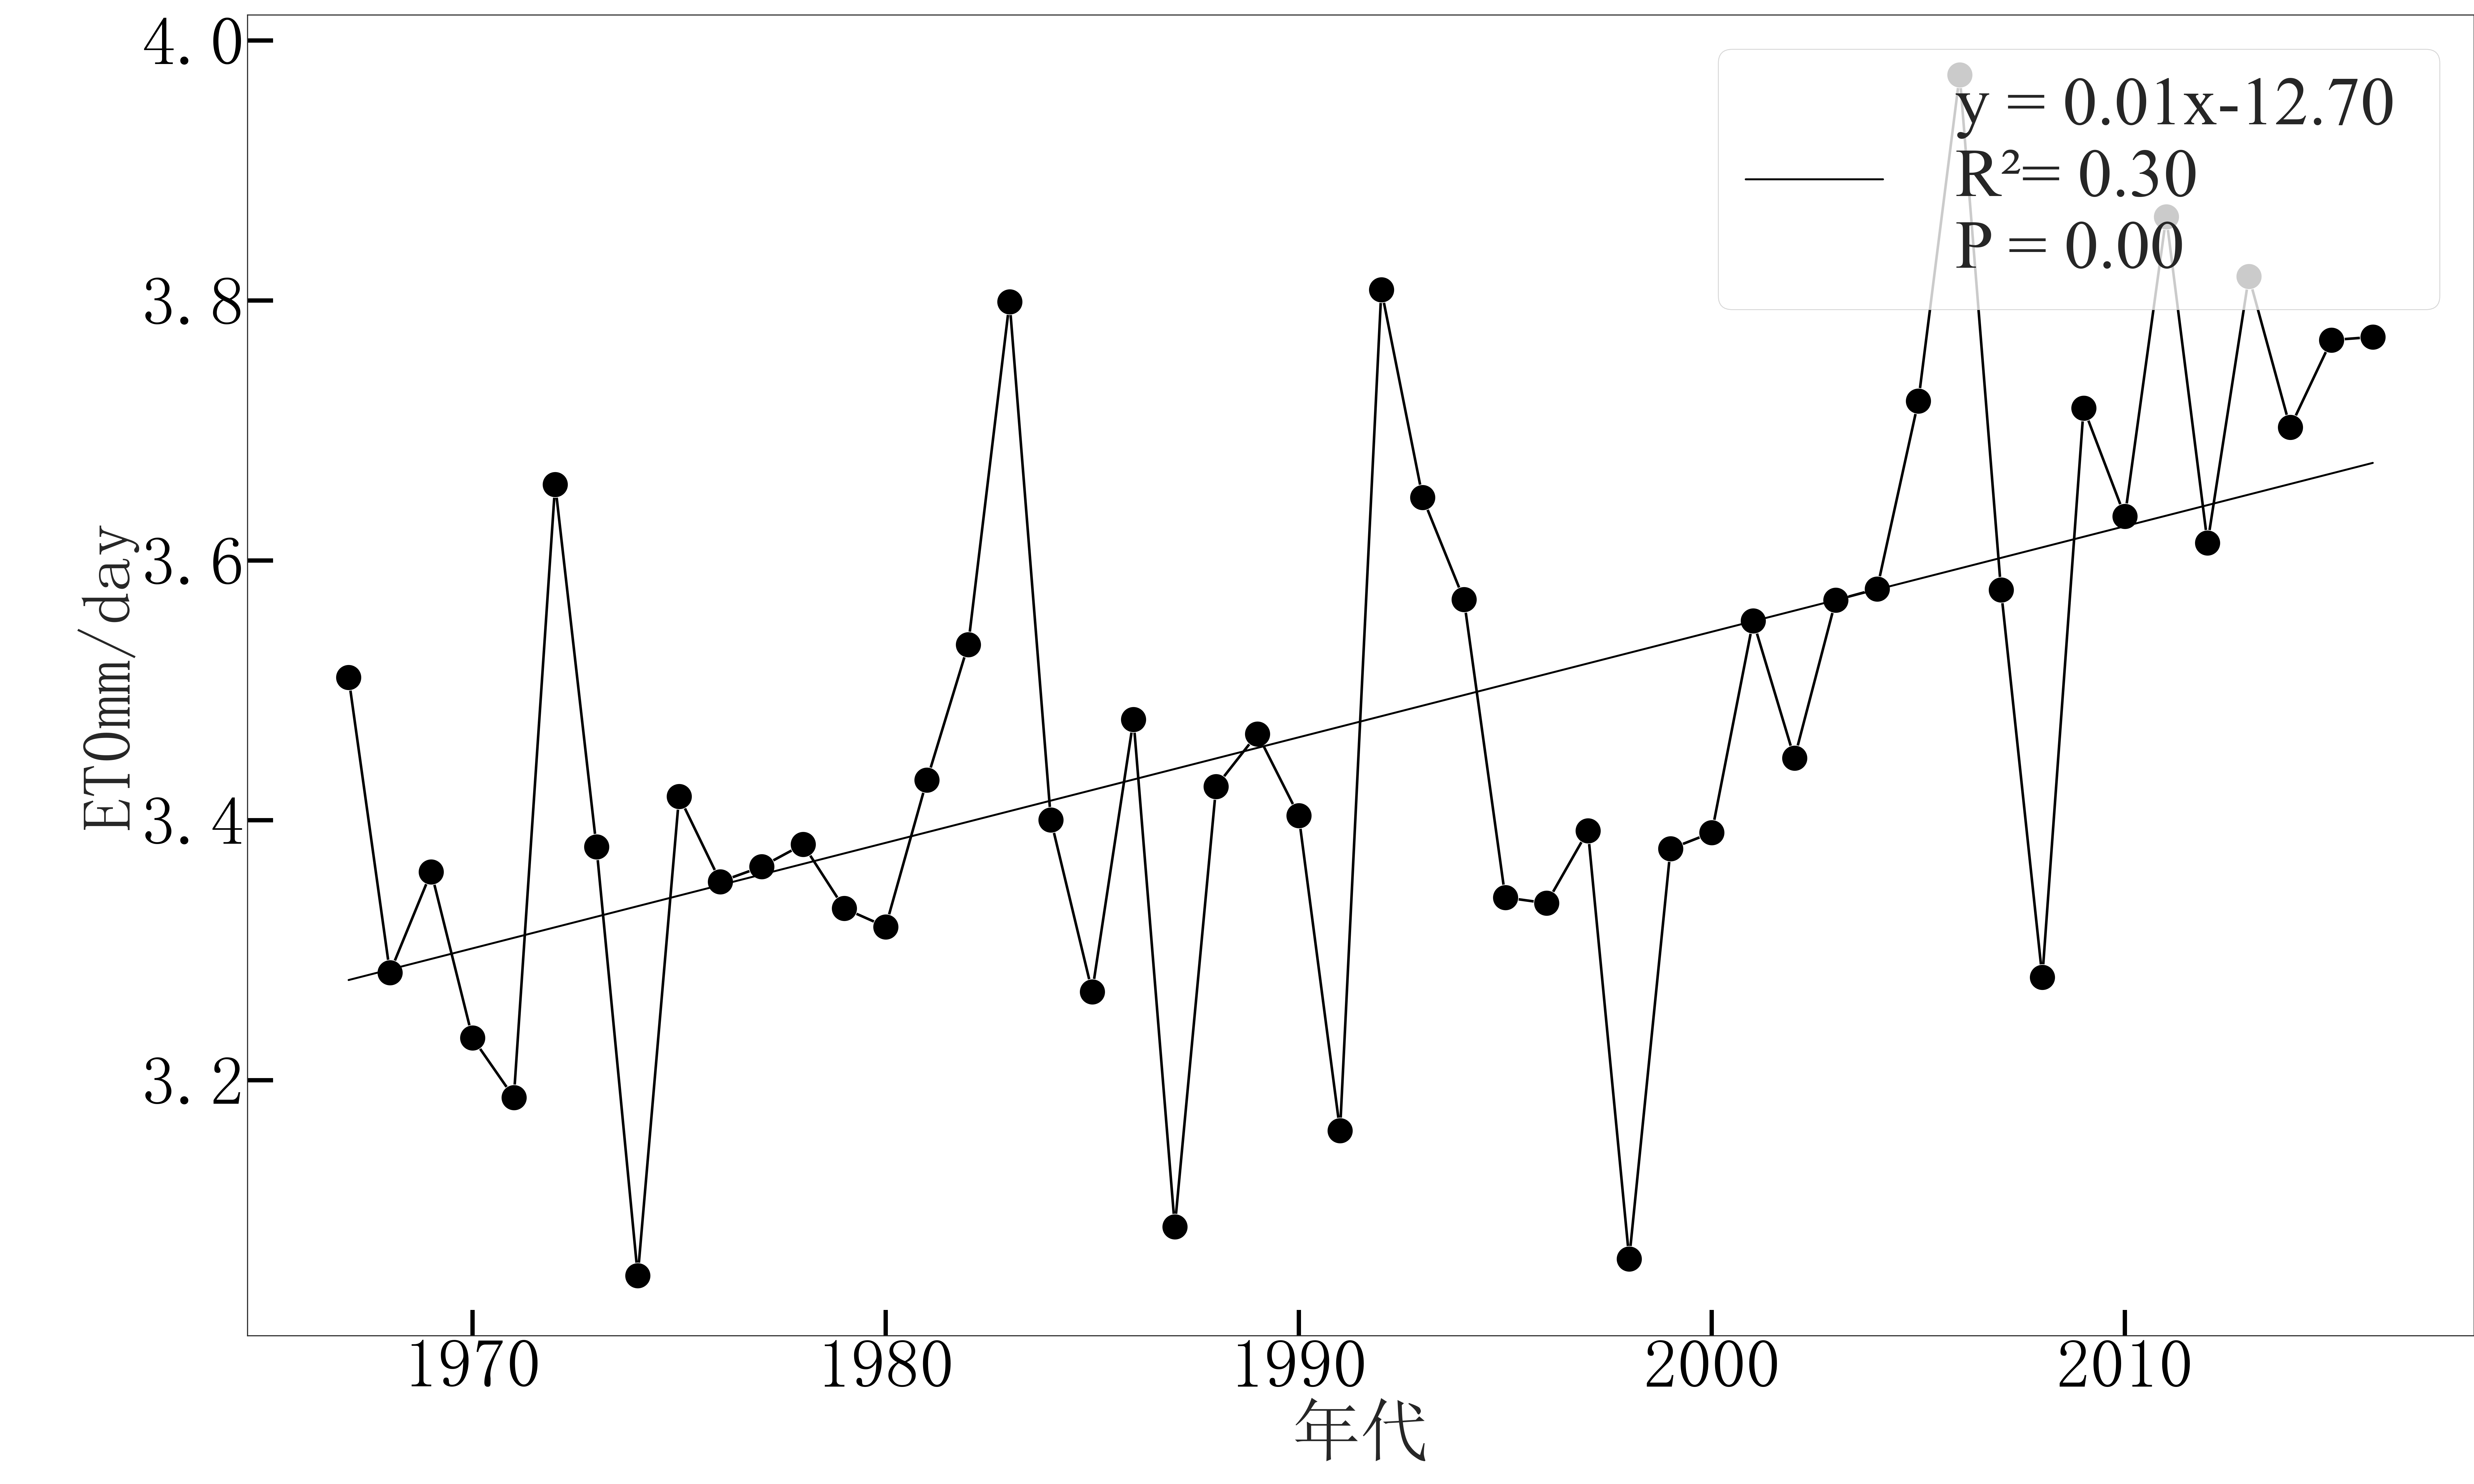 4.0
3.8
3.6
3.4
3.2
ET0mm/day
y = 0.01x-12.70
R²= 0.30
P = 0.00
1970
1980
1990
2000
2010
年代